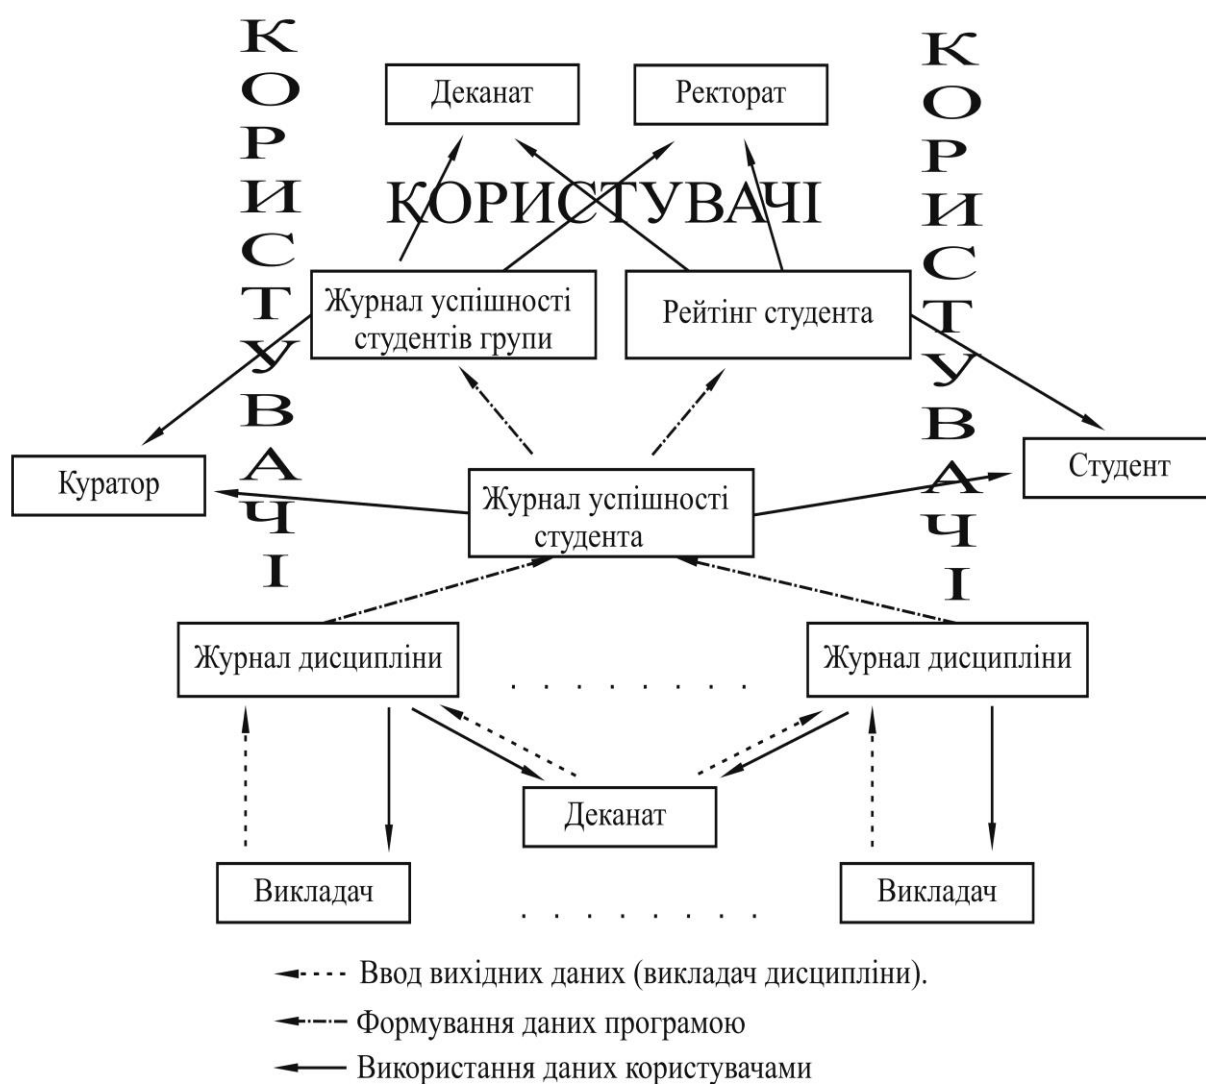 КОРИСТУВАЧІ
КОРИСТУВАЧІ
Деканат
Ректорат
КОРИСТУВАЧІ
Журнал успішності
студентів групи
Рейтінг студента
Куратор
Студент
Журнал успішності
студента
Журнал дисципліни
Журнал дисципліни
. . . . . . . .
Деканат
Викладач
Викладач
. . . . . . . .
Ввод вихідних даних (викладач дисципліни).
Формування даних програмою
Використання даних користувачами